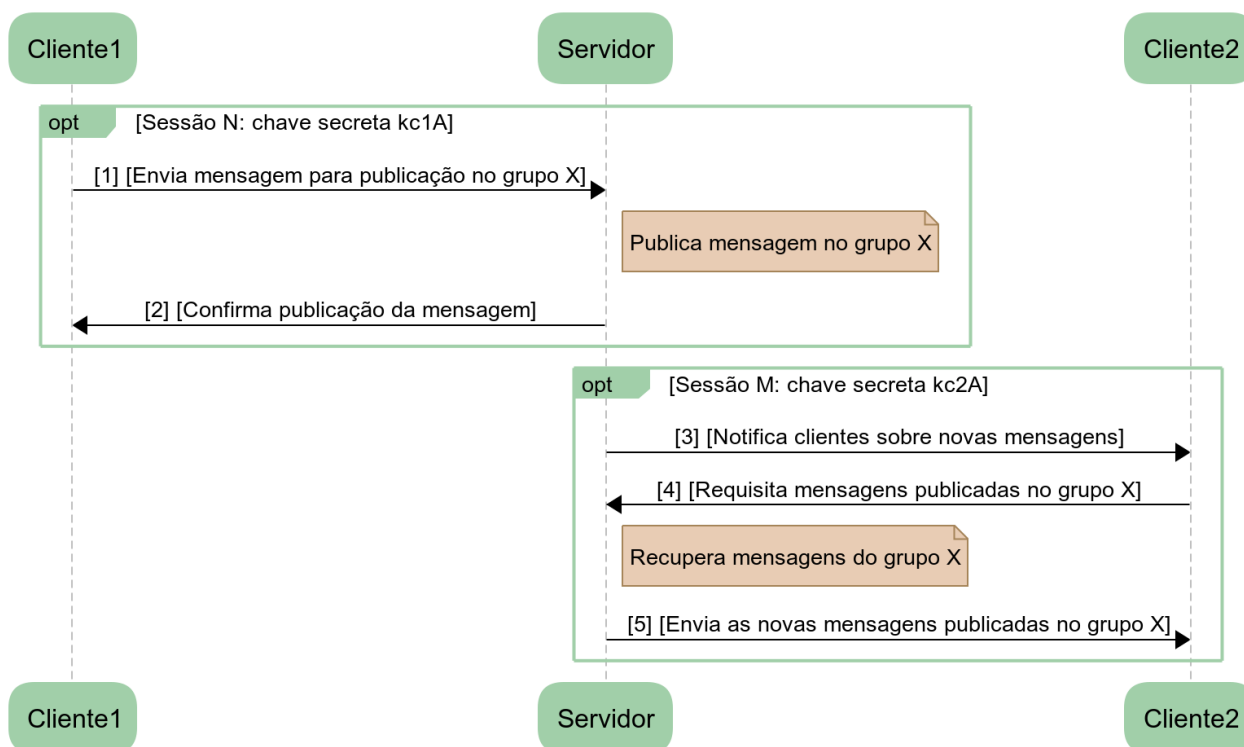 Cliente1
Servidor
Cliente2
opt
[Sessão N: chave secreta kc1A]
[1] [Envia mensagem para publicação no grupo X]
Publica mensagem no grupo X
[2] [Confirma publicação da mensagem]
opt
[Sessão M: chave secreta kc2A]
[3] [Notifica clientes sobre novas mensagens]
[4] [Requisita mensagens publicadas no grupo X]
Recupera mensagens do grupo X
[5] [Envia as novas mensagens publicadas no grupo X]
Cliente1
Servidor
Cliente2